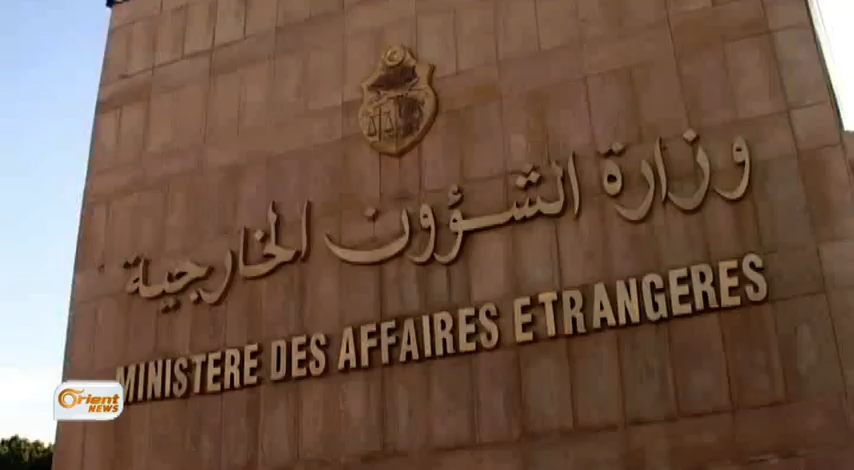 وزارة الشؤون الخارجية
MINISTERE DES AFFAIRES ETRANGERES
Orient
NEWS